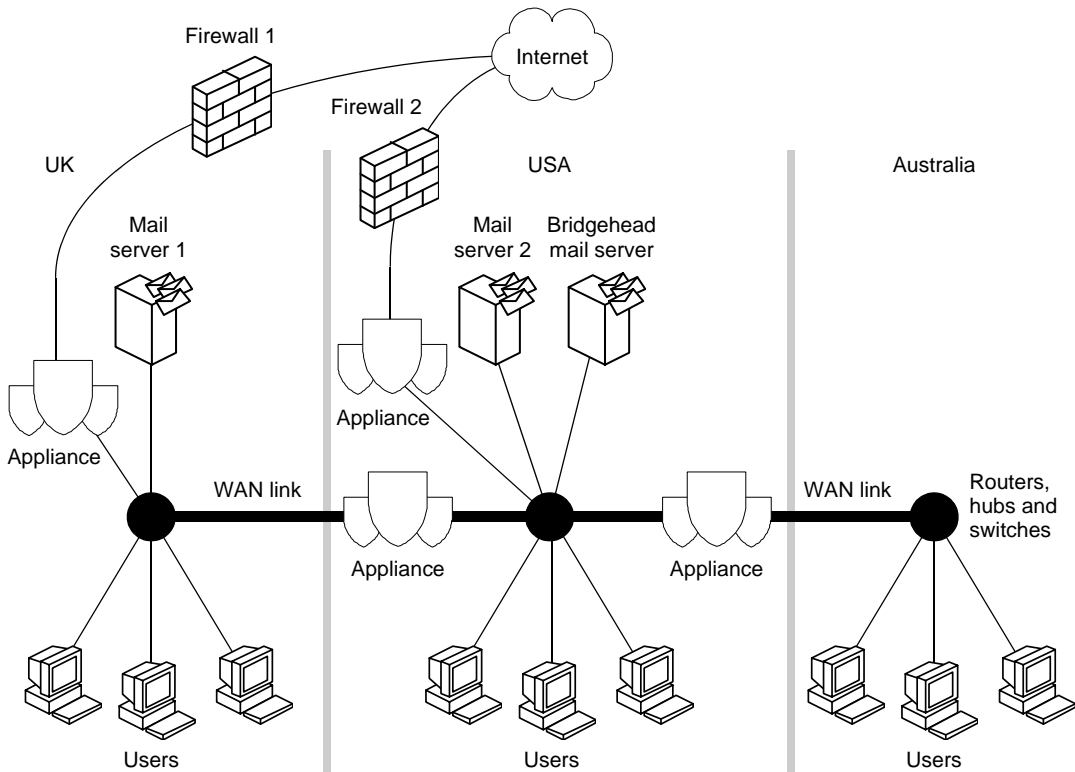 Firewall 1
Internet
Firewall 2
UK
USA
Australia
Mail
server 1
Mail
server 2
Bridgehead
mail server
Appliance
Appliance
WAN link
WAN link
Routers,
hubs and
switches
Appliance
Appliance
Users
Users
Users